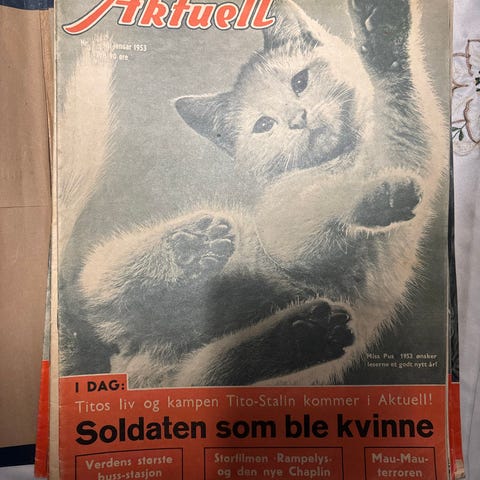 Aktuell
Nr. januar 1953
øre
Miss Pus 1953 ønsker
leserne et godt nytt år!
I DAG:
Titos liv og kampen Tito-Stalin kommer i Aktuell!
Soldaten som ble kvinne
Verdens største
buss-stasjon
Storfilmen «Rampelys»
og den nye Chaplin
Mau-Mau-
terroren